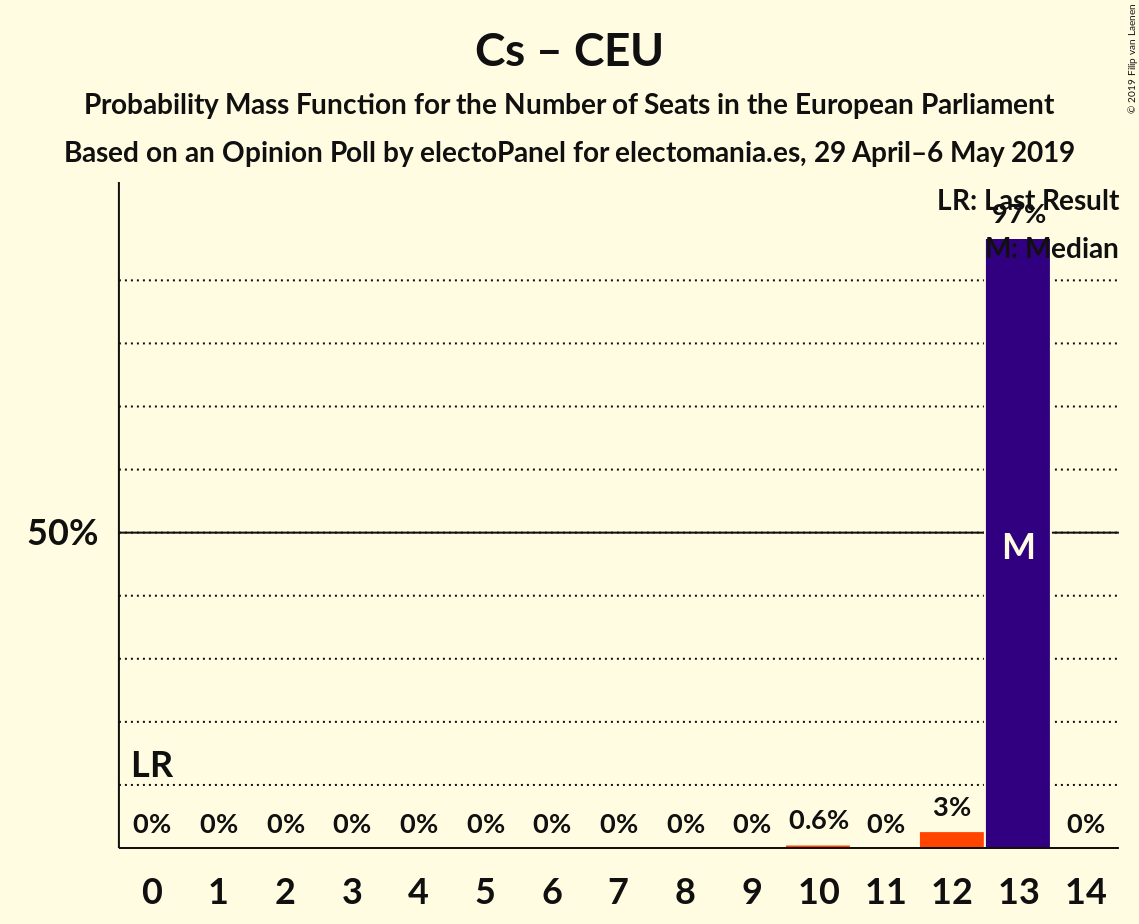 Cs – CEU
Probability Mass Function for the Number of Seats in the European Parliament
Based on an Opinion Poll by electoPanel for electomania.es, 29 April–6 May 2019
© 2019 Filip van Laenen
LR: Last Result
97%
M: Median
50%
M
LR
0% 0% 0% 0% 0% 0% 0% 0% 0% 0% 0.6% 0% 3% 0%
0 1 2 3 4 5 6 7 8 9 10 11 12 13 14